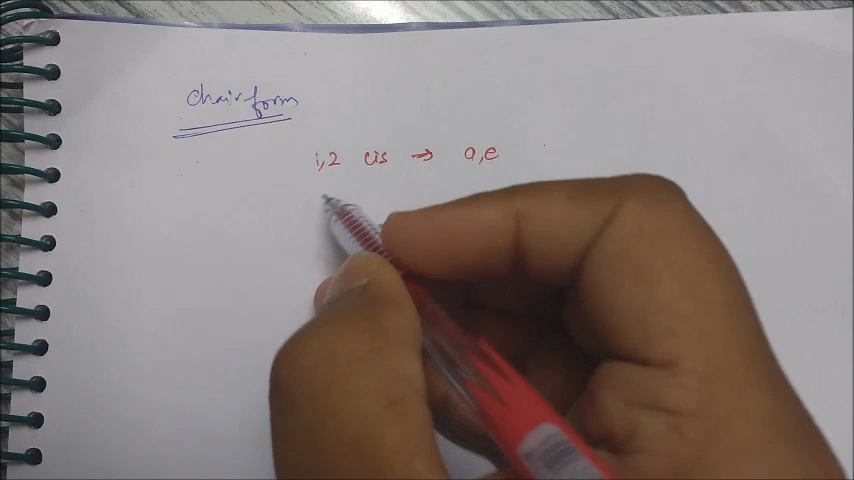 chair form
1,2 cis → a,e